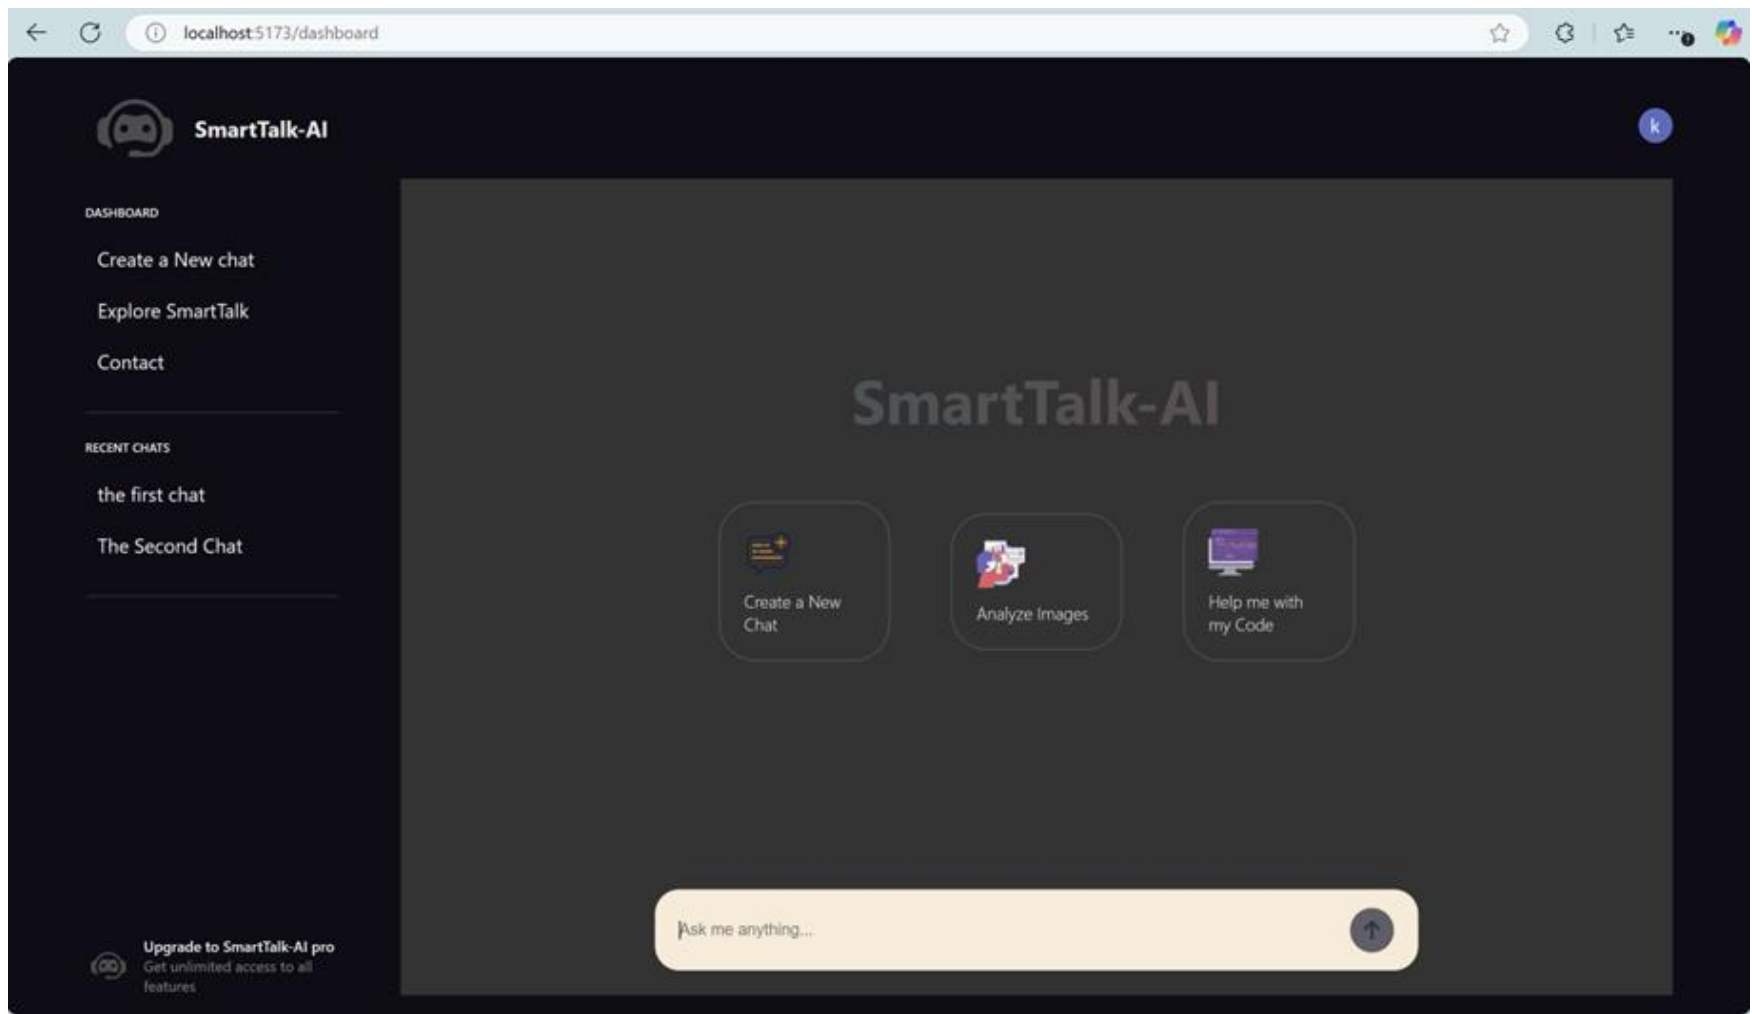 localhost:5173/dashboard
SmartTalk-AI
k
DASHBOARD
Create a New chat
Explore SmartTalk
Contact
RECENT CHATS
the first chat
The Second Chat
Upgrade to SmartTalk-AI pro
Get unlimited access to all
features
SmartTalk-AI
Create a New
Chat
Analyze Images
Help me with
my Code
Ask me anything...